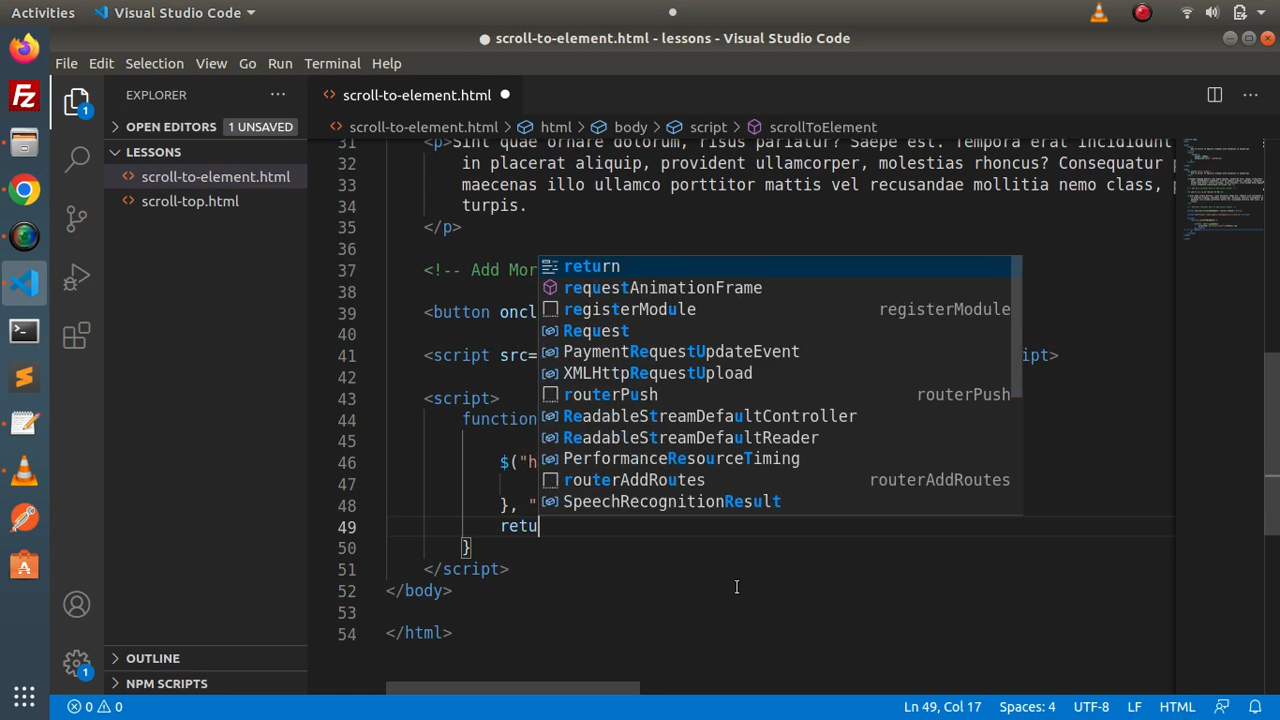 Activities Visual Studio Code
scroll-to-element.html - lessons - Visual Studio Code
File Edit Selection View Go Run Terminal Help
EXPLORER
scroll-to-element.html
OPEN EDITORS 1 UNSAVED
scroll-to-element.html html body script scrollToElement
LESSONS
scroll-to-element.html
scroll-top.html
31 <p>Sint quae ornare dolorum, risus pariatur? Saepe est. Tempora erat incididunt
32 in placerat aliquip, provident ullamcorper, molestias rhoncus? Consequatur
33 maecenas illo ullamco porttitor mattis vel recusandae mollitia nemo class,
34 turpis.
35 </p>
36
37 <!-- Add Mor
38
39 <button oncl
40
41 <script src= ipt>
42
43 <script>
44 function
45
46 $("h
47
48 }, "
49 retu
50 }
51 </script>
52 </body>
53
54 </html>
return
requestAnimationFrame
registerModule registerModule
Request
PaymentRequestUpdateEvent
XMLHttpRequestUpload
routerPush routerPush
ReadableStreamDefaultController
ReadableStreamDefaultReader
PerformanceResourceTiming
routerAddRoutes routerAddRoutes
SpeechRecognitionResult
OUTLINE
NPM SCRIPTS
1
1
Fz
0 0 Ln 49, Col 17 Spaces: 4 UTF-8 LF HTML